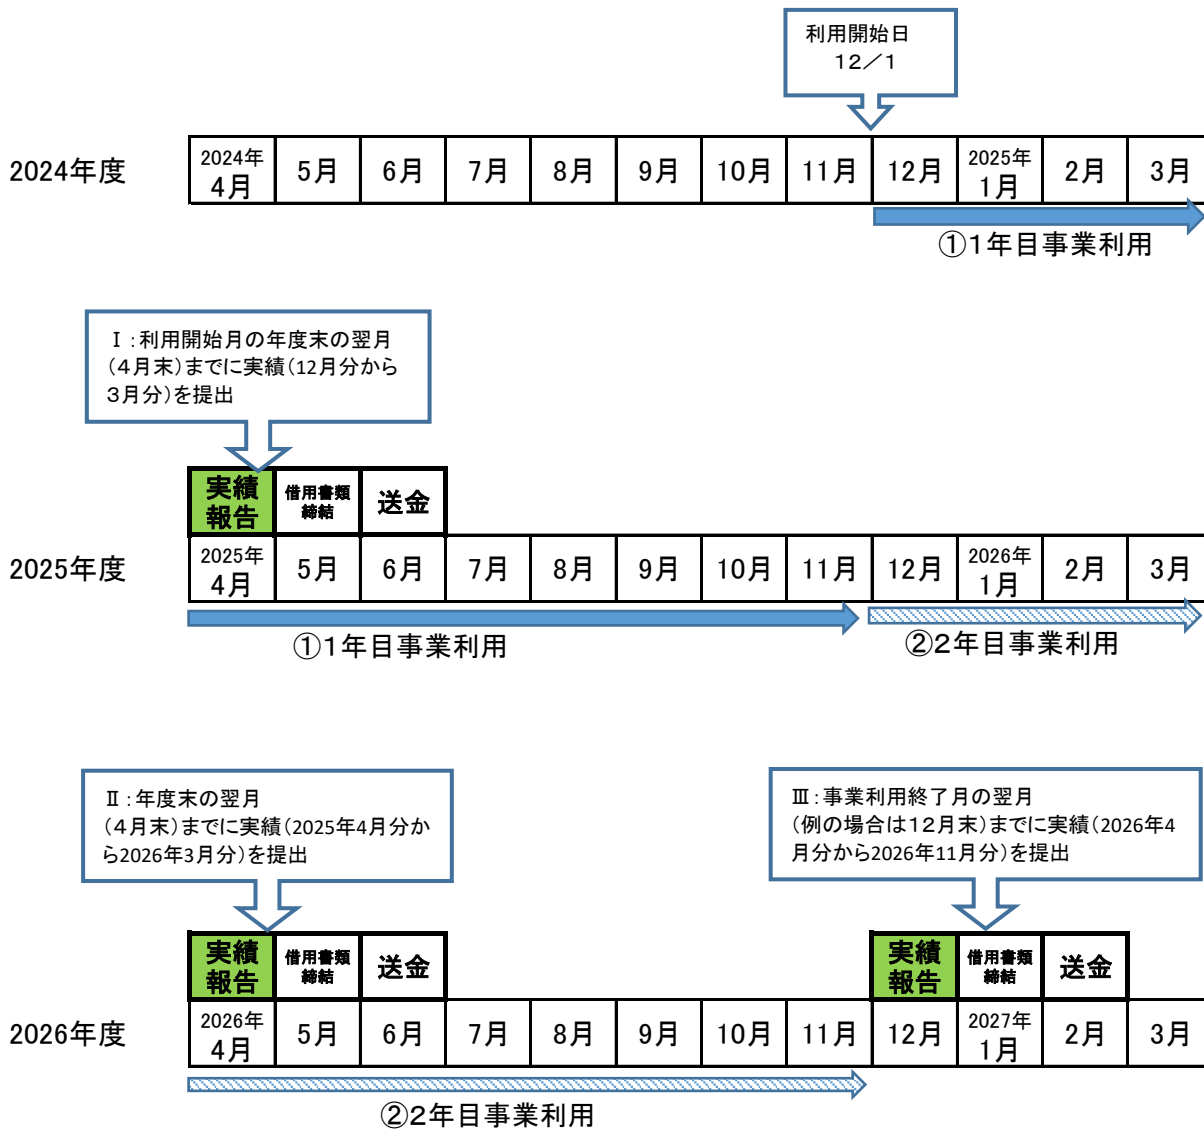 利用開始日
12／1
2024年度
2024年
4月 5月 6月 7月 8月 9月 10月 11月 12月 2025年
1月 2月 3月
①1年目事業利用
Ⅰ：利用開始月の年度末の翌月
（4月末）までに実績（12月分から
3月分）を提出
実績
報告
借用書類
締結
送金
2025年度
2025年
4月 5月 6月 7月 8月 9月 10月 11月 12月 2026年
1月 2月 3月
①1年目事業利用
②2年目事業利用
Ⅱ：年度末の翌月
（4月末）までに実績（2025年4月分か
ら2026年3月分）を提出
Ⅲ：事業利用終了月の翌月
（例の場合は12月末）までに実績（2026年4
月分から2026年11月分）を提出
実績
報告
借用書類
締結
送金
実績
報告
借用書類
締結
送金
2026年度
2026年
4月 5月 6月 7月 8月 9月 10月 11月 12月 2027年
1月 2月 3月
②2年目事業利用